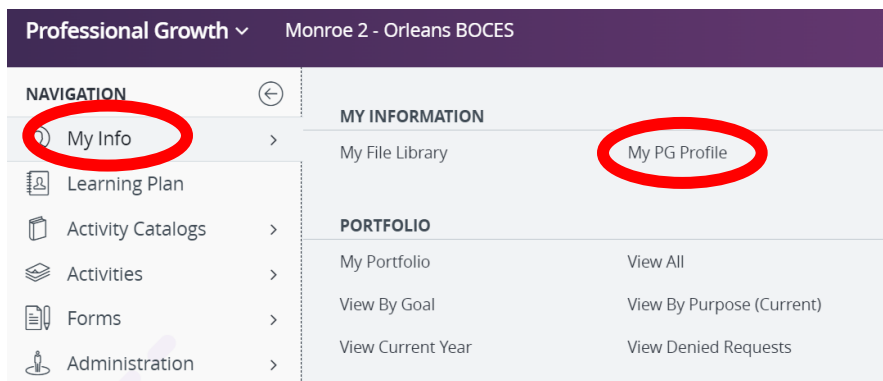 Professional Growth Monroe 2 - Orleans BOCES
NAVIGATION
My Info
Learning Plan
Activity Catalogs
Activities
Forms
Administration
MY INFORMATION
My File Library My PG Profile
PORTFOLIO
My Portfolio View All
View By Goal View By Purpose (Current)
View Current Year View Denied Requests